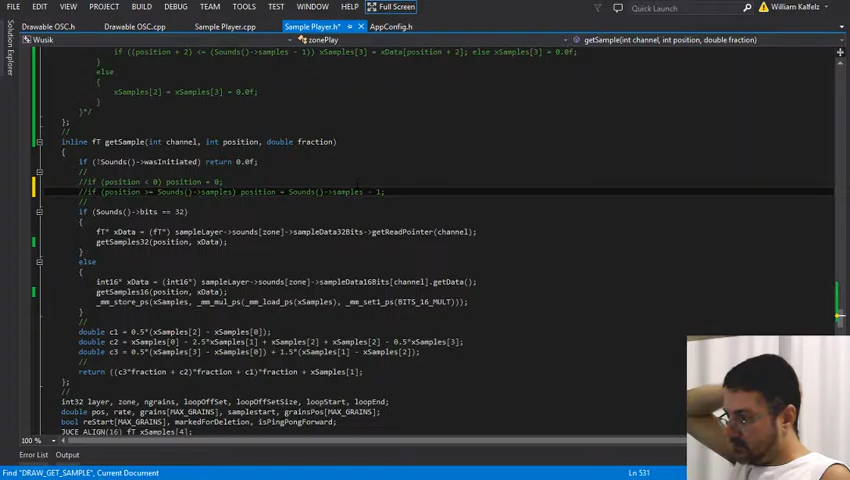 FILE EDIT VIEW PROJECT BUILD DEBUG TEAM TOOLS TEST ANALYZE WINDOW HELP Full Screen Quick Launch William Kalfelz
Drawable OSC.h Drawable OSC.cpp Sample Player.cpp Sample Player.h* AppConfig.h
Solution Explorer
Wusik zonePlay getSample(int channel, int position, double fraction)
if ((position + 2) <= (Sounds()->samples - 1)) xSamples[3] = xData[position + 2]; else xSamples[3] = 0.0f;
}
else
{
xSamples[2] = xSamples[3] = 0.0f;
}
}*/
};
//
inline fT getSample(int channel, int position, double fraction)
{
if (!Sounds()->wasInitiated) return 0.0f;
//
//if (position < 0) position = 0;
//if (position >= Sounds()->samples) position = Sounds()->samples - 1;
//
if (Sounds()->bits == 32)
{
fT* xData = (fT*) sampleLayer->sounds[zone]->sampleData32Bits->getReadPointer(channel);
getSamples32(position, xData);
}
else
{
int16* xData = (int16*) sampleLayer->sounds[zone]->sampleData16Bits[channel].getData();
getSamples16(position, xData);
_mm_store_ps(xSamples, _mm_mul_ps(_mm_load_ps(xSamples), _mm_set1_ps(BITS_16_MULT)));
}
//
double c1 = 0.5*(xSamples[2] - xSamples[0]);
double c2 = xSamples[0] - 2.5*xSamples[1] + xSamples[2] + xSamples[2] - 0.5*xSamples[3];
double c3 = 0.5*(xSamples[3] - xSamples[0]) + 1.5*(xSamples[1] - xSamples[2]);
//
return ((c3*fraction + c2)*fraction + c1)*fraction + xSamples[1];
};
//
int32 layer, zone, ngrains, loopOffSet, loopOffSetSize, loopStart, loopEnd;
double pos, rate, grains[MAX_GRAINS], samplestart, grainsPos[MAX_GRAINS];
bool reStart[MAX_GRAINS], markedForDeletion, isPingPongForward;
JUCE_ALIGN(16) fT xSamples[4];
100 %
Error List Output
Find "DRAW_GET_SAMPLE", Current Document Ln 531